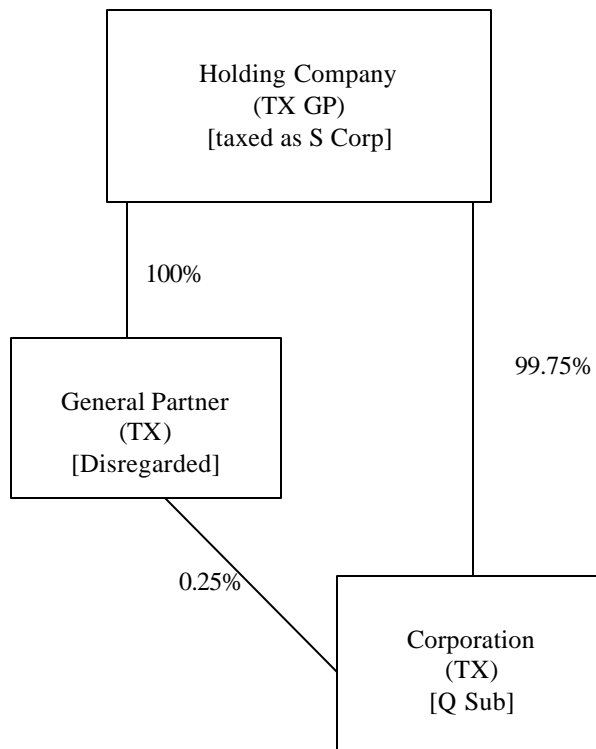 Holding Company
(TX GP)
[taxed as S Corp]
100%
99.75%
General Partner
(TX)
[Disregarded]
0.25%
Corporation
(TX)
[Q Sub]